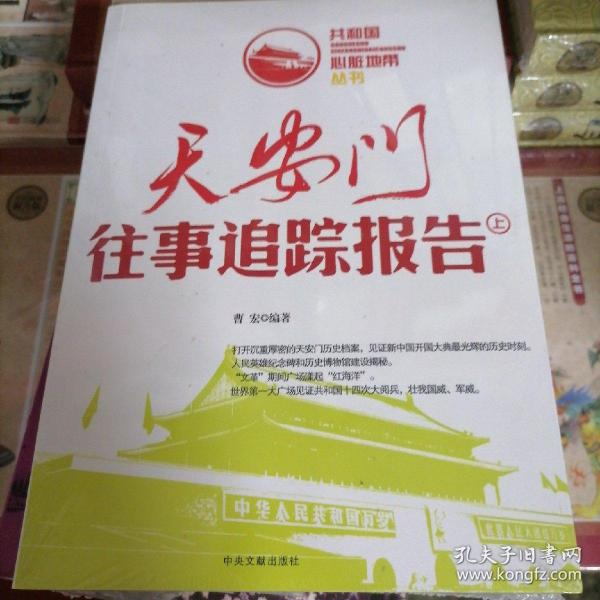 共和国
心脏地带
丛书
天安门
往事追踪报告 上
曹 宏◎编著
打开沉重厚密的天安门历史档案，见证新中国开国大典最光辉的历史时刻。
人民英雄纪念碑和历史博物馆建设揭秘。
“文革”期间广场漾起“红海洋”。
世界第一大广场见证共和国十四次大阅兵，壮我国威、军威。
中华人民共和国万岁
世界人民大团结万岁
中央文献出版社
孔夫子旧书网
www.kongfz.com